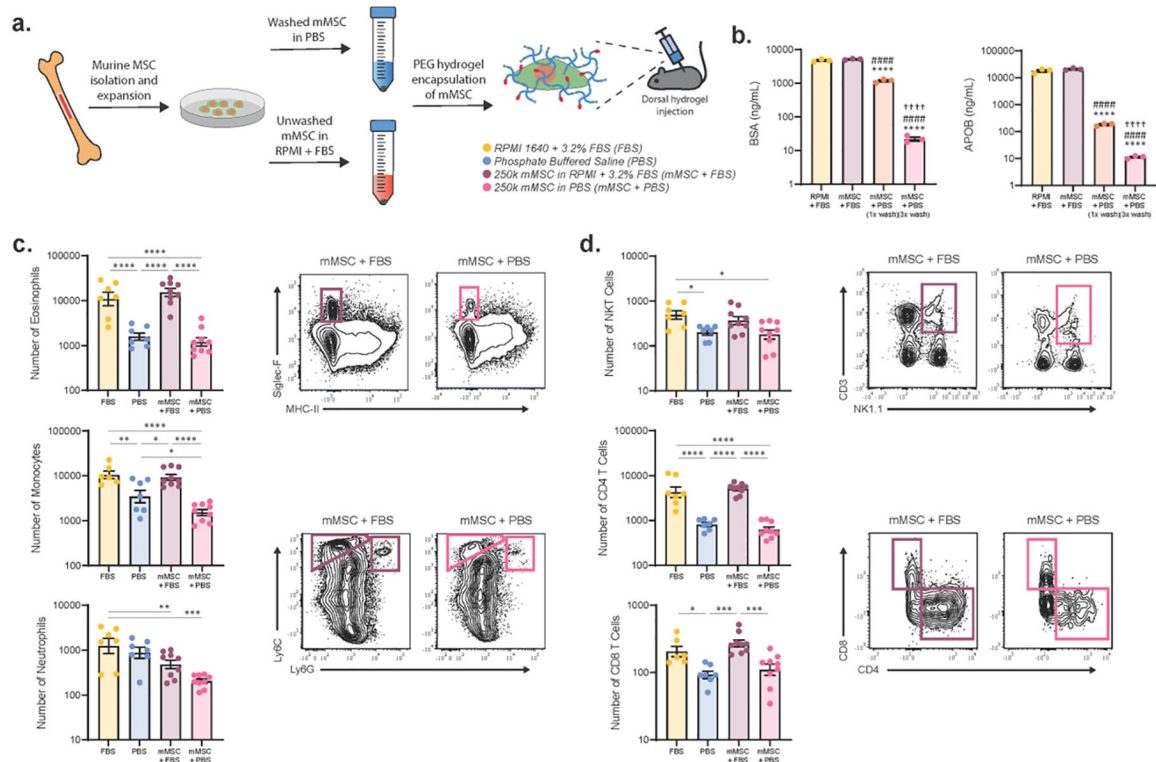 a.
Murine MSC
isolation and
expansion
Washed mMSC
in PBS
Unwashed
mMSC in
RPMI + FBS
PEG hydrogel
encapsulation
of mMSC
Dorsal hydrogel
injection
RPMI 1640 + 3.2% FBS (FBS)
Phosphate Buffered Saline (PBS)
250k mMSC in RPMI + 3.2% FBS (mMSC + FBS)
250k mMSC in PBS (mMSC + PBS)
b.
BSA (ng/mL)
10000
1000
100
10
1
####
****
††††
####
****
RPMI
+ FBS
mMSC
+ FBS
mMSC
+ PBS
(1x wash)
mMSC
+ PBS
(3x wash)
APOB (ng/mL)
100000
10000
1000
100
10
1
####
****
††††
####
****
RPMI
+ FBS
mMSC
+ FBS
mMSC
+ PBS
(1x wash)
mMSC
+ PBS
(3x wash)
c.
Number of Eosinophils
100000
10000
1000
100
****
**** **** ****
FBS
PBS
mMSC
+ FBS
mMSC
+ PBS
mMSC + FBS
mMSC + PBS
Siglec-F
MHC-II
Number of Monocytes
100000
10000
1000
100
****
** * ****
*
FBS
PBS
mMSC
+ FBS
mMSC
+ PBS
mMSC + FBS
mMSC + PBS
Ly6C
Ly6G
Number of Neutrophils
10000
1000
100
10
**
***
FBS
PBS
mMSC
+ FBS
mMSC
+ PBS
d.
Number of NKT Cells
10000
1000
100
10
*
*
FBS
PBS
mMSC
+ FBS
mMSC
+ PBS
mMSC + FBS
mMSC + PBS
CD3
NK1.1
Number of CD4 T Cells
100000
10000
1000
100
****
**** **** ****
FBS
PBS
mMSC
+ FBS
mMSC
+ PBS
mMSC + FBS
mMSC + PBS
CD8
CD4
Number of CD8 T Cells
1000
100
10
* *** ***
FBS
PBS
mMSC
+ FBS
mMSC
+ PBS